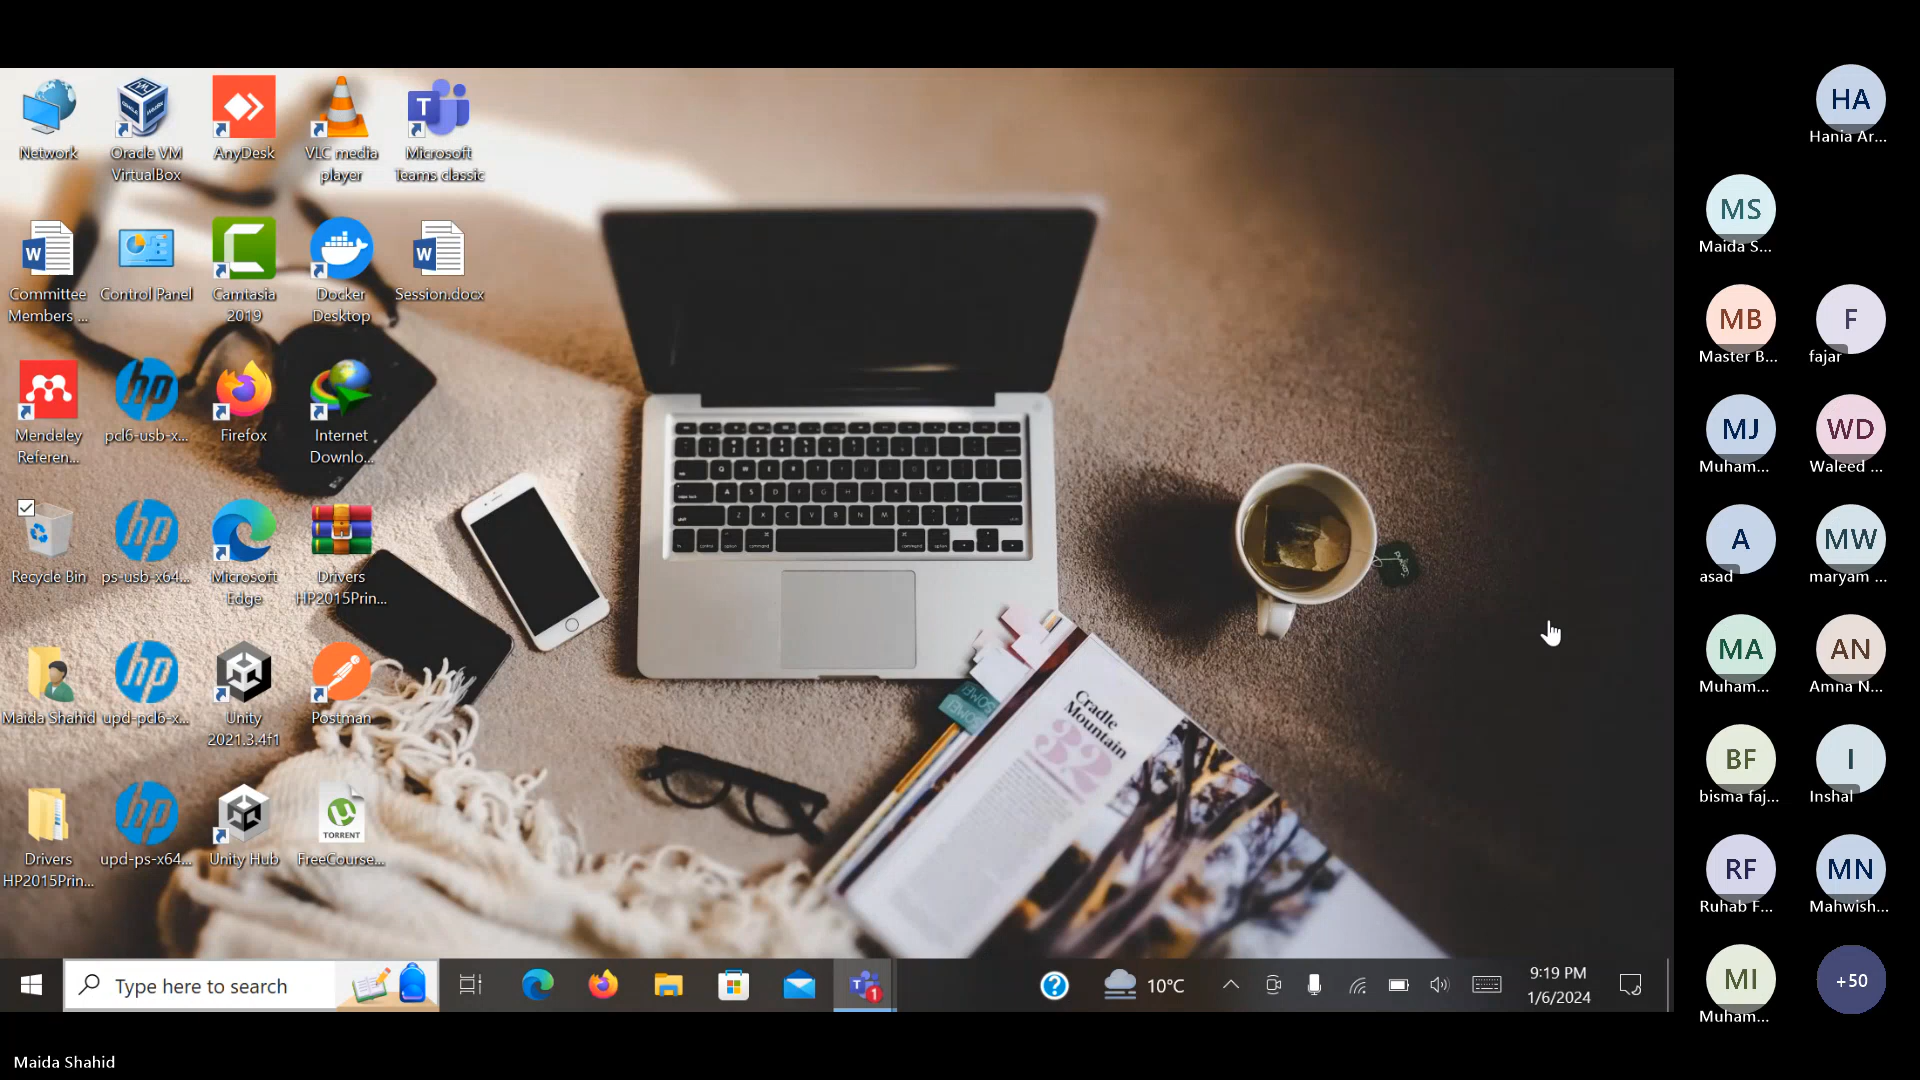 Network
Oracle VM
VirtualBox
AnyDesk
VLC media
player
Microsoft
Teams classic
Committee
Members ...
Control Panel
Camtasia
2019
Docker
Desktop
Session.docx
Mendeley
Referen...
pcl6-usb-x...
Firefox
Internet
Downlo...
Recycle Bin
ps-usb-x64...
Microsoft
Edge
Drivers
HP2015Prin...
Maida Shahid
upd-pcl6-x...
Unity
2021.3.4f1
Postman
Drivers
HP2015Prin...
upd-ps-x64...
Unity Hub
TORRENT
FreeCourse...
Cradle
Mountain
32
Type here to search
1
10°C
9:19 PM
1/6/2024
HA
Hania Ar...
MS
Maida S...
MB
Master B...
F
fajar
MJ
Muham...
WD
Waleed ...
A
asad
MW
maryam ...
MA
Muham...
AN
Amna N...
BF
bisma faj...
I
Inshal
RF
Ruhab F...
MN
Mahwish...
MI
Muham...
+50
Maida Shahid